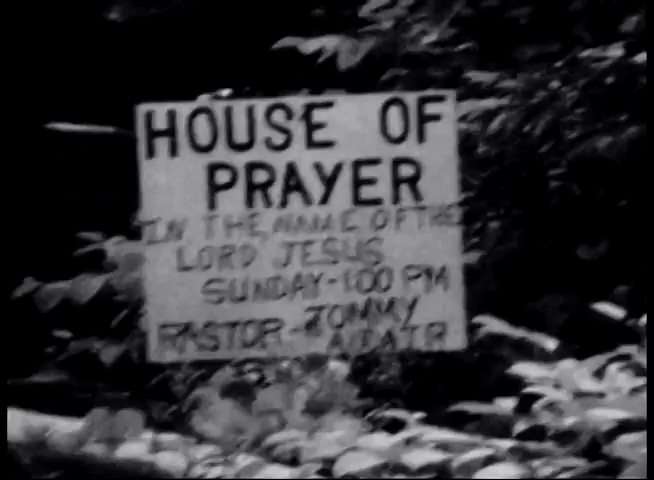 HOUSE OF
PRAYER
IN THE NAME OF THE
LORD JESUS
SUNDAY-1:00 PM
PASTOR-TOMMY
ADAIR